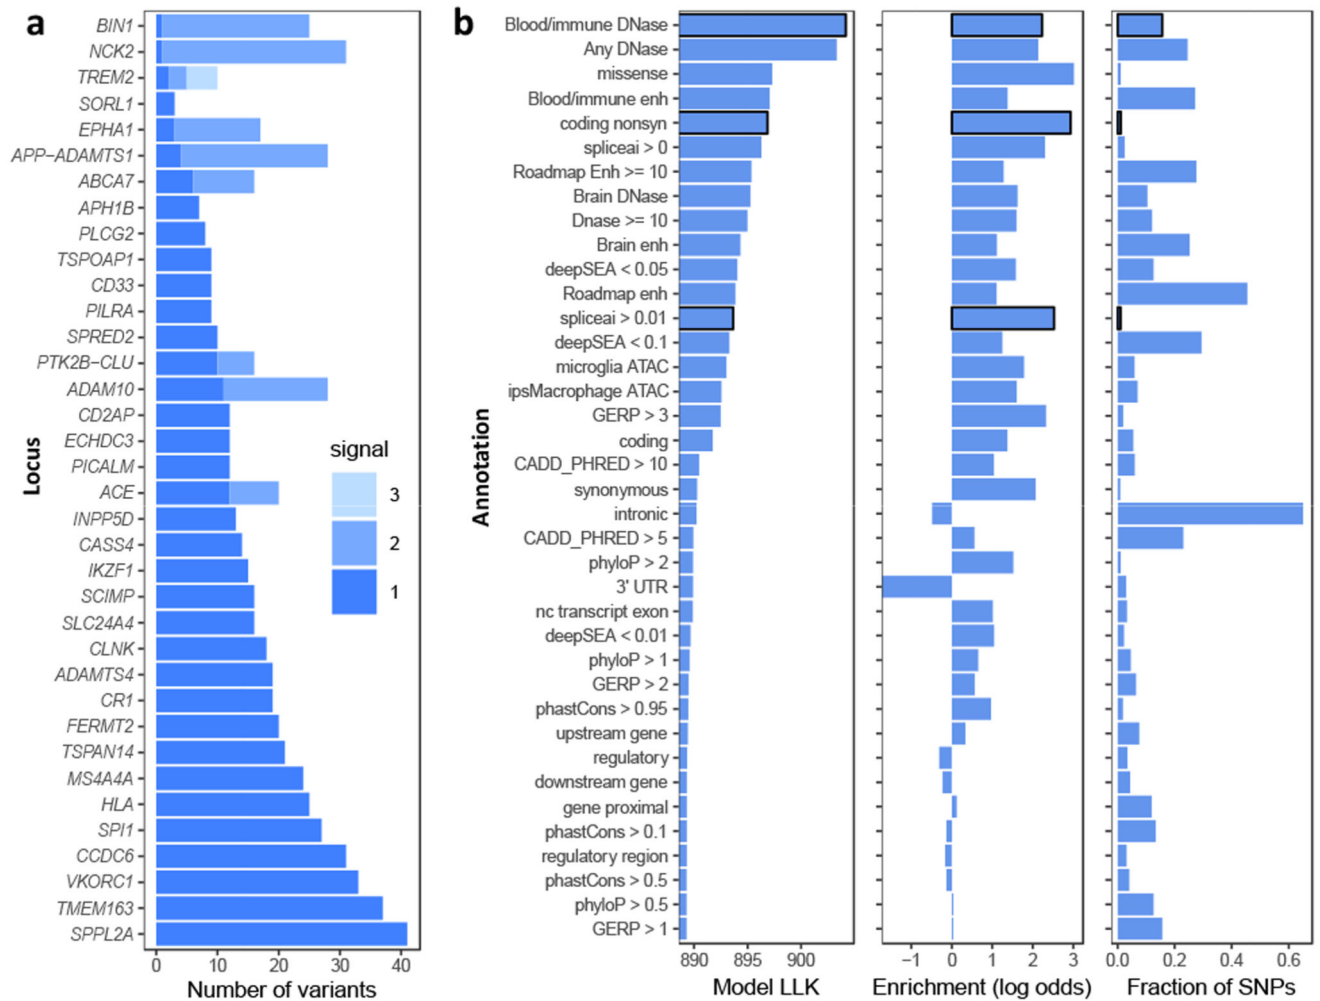 a
BIN1
NCK2
TREM2
SORL1
EPHA1
APP−ADAMTS1
ABCA7
APH1B
PLCG2
TSPOAP1
CD33
PILRA
SPRED2
PTK2B−CLU
ADAM10
CD2AP
ECHDC3
PICALM
ACE
INPP5D
CASS4
IKZF1
SCIMP
SLC24A4
CLNK
ADAMTS4
CR1
FERMT2
TSPAN14
MS4A4A
HLA
SPI1
CCDC6
VKORC1
TMEM163
SPPL2A
Locus
signal
3
2
1
0 10 20 30 40
Number of variants
b
Blood/immune DNase
Any DNase
missense
Blood/immune enh
coding nonsyn
spliceai > 0
Roadmap Enh >= 10
Brain DNase
Dnase >= 10
Brain enh
deepSEA < 0.05
Roadmap enh
spliceai > 0.01
deepSEA < 0.1
microglia ATAC
ipsMacrophage ATAC
GERP > 3
coding
CADD_PHRED > 10
synonymous
intronic
CADD_PHRED > 5
phyloP > 2
3' UTR
nc transcript exon
deepSEA < 0.01
phyloP > 1
GERP > 2
phastCons > 0.95
upstream gene
regulatory
downstream gene
gene proximal
phastCons > 0.1
regulatory region
phastCons > 0.5
phyloP > 0.5
GERP > 1
Annotation
890 895 900
Model LLK
−1 0 1 2 3
Enrichment (log odds)
0.0 0.2 0.4 0.6
Fraction of SNPs